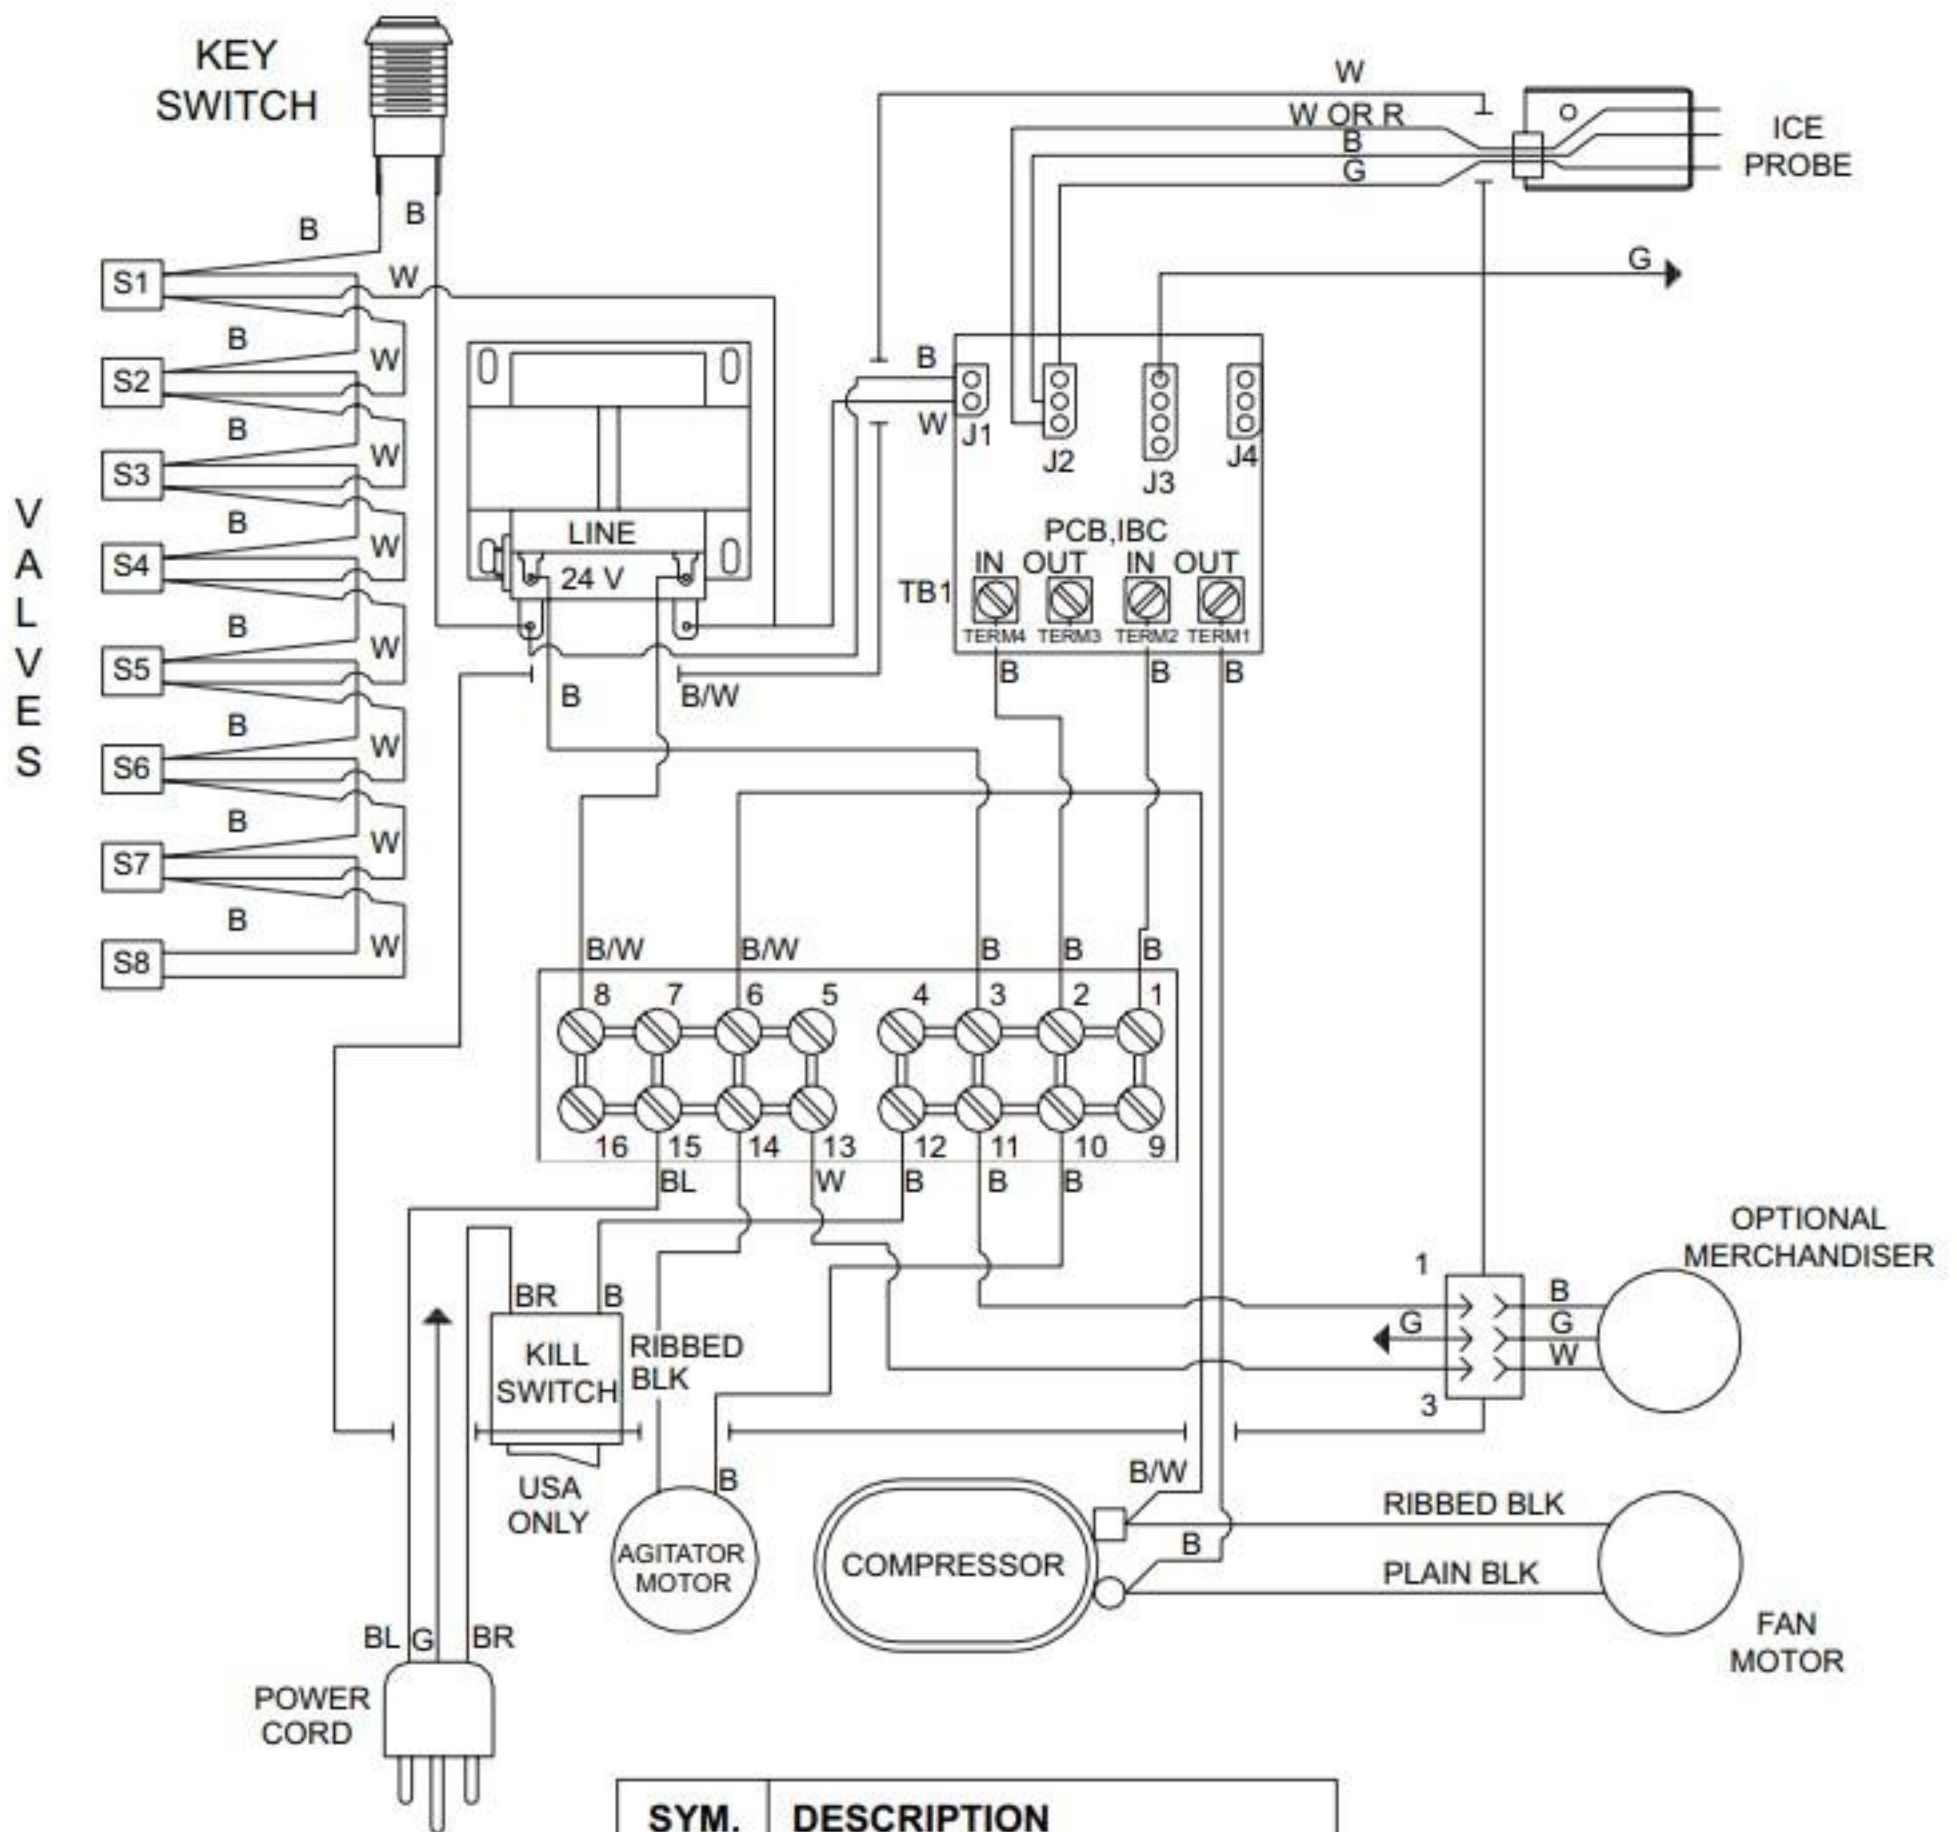 KEY
SWITCH
W
W OR R
B
G
ICE
PROBE
B
B
W
G
S1
B
W
S2
B
W
S3
B
W
S4
B
W
S5
B
W
S6
B
W
S7
B
W
S8
VALVES
LINE
24 V
B
W
J1
J2
J3
J4
PCB,IBC
IN OUT IN OUT
TB1
TERM4 TERM3 TERM2 TERM1
B
B/W
B
B
B
B/W
B/W
B
B
B
8 7 6 5 4 3 2 1
16 15 14 13 12 11 10 9
BL
W
B
B
B
BR
B
KILL
SWITCH
RIBBED
BLK
USA
ONLY
B
AGITATOR
MOTOR
COMPRESSOR
B/W
B
1
G
3
B
G
W
OPTIONAL
MERCHANDISER
RIBBED BLK
PLAIN BLK
FAN
MOTOR
BL G BR
POWER
CORD
SYM. DESCRIPTION